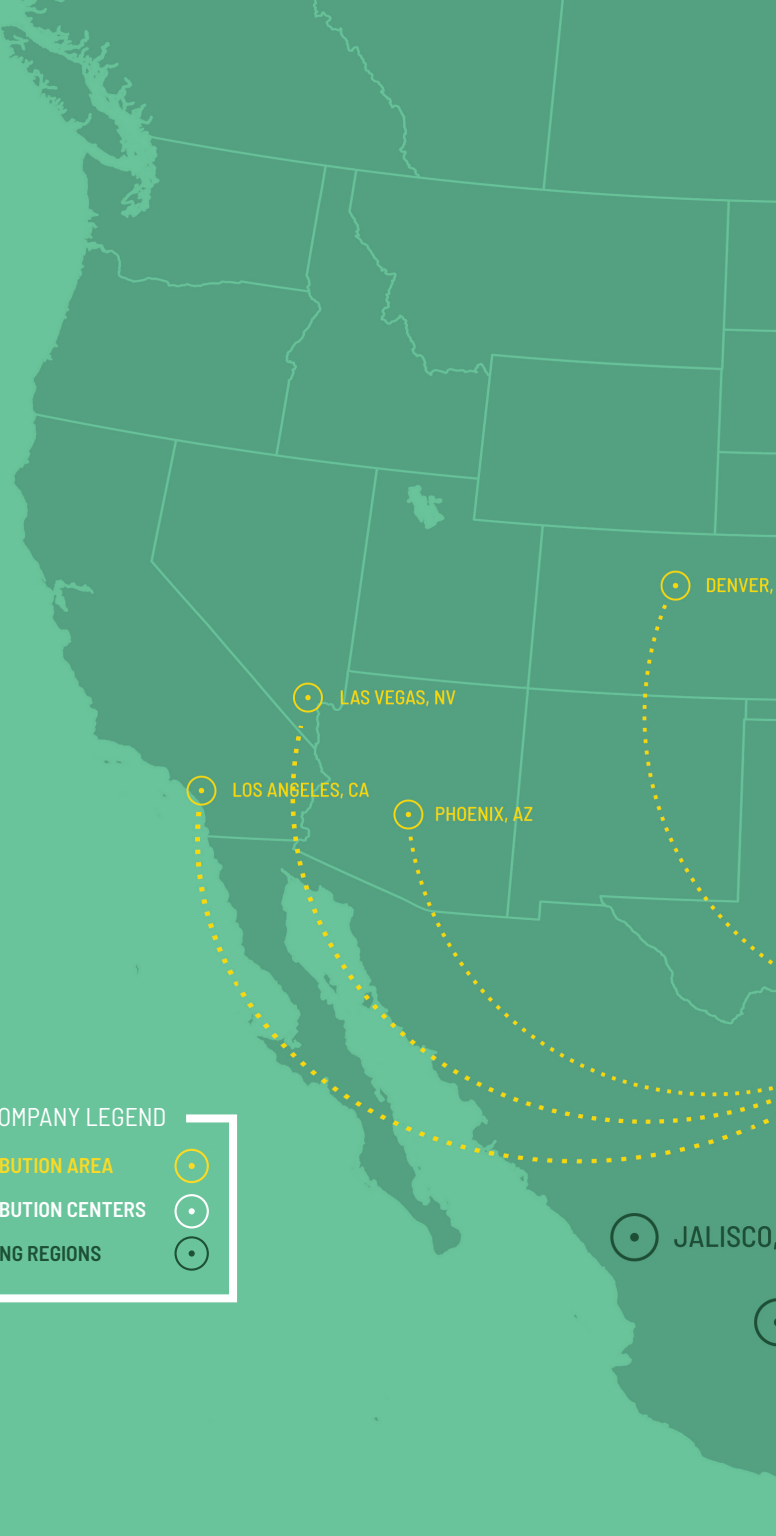 DENVER,
LAS VEGAS, NV
LOS ANGELES, CA
PHOENIX, AZ
OMPANY LEGEND
BUTION AREA
BUTION CENTERS
NG REGIONS
JALISCO,